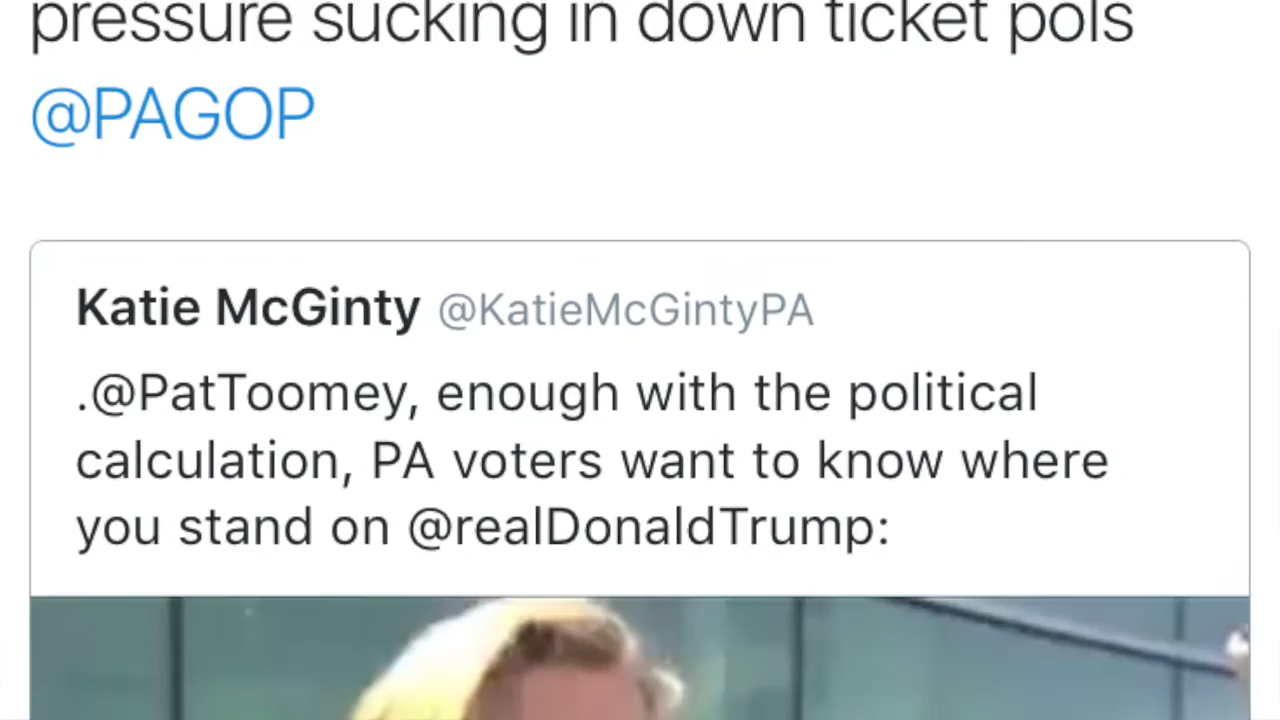 pressure sucking in down ticket pols
@PAGOP
Katie McGinty @KatieMcGintyPA
.@PatToomey, enough with the political
calculation, PA voters want to know where
you stand on @realDonaldTrump: